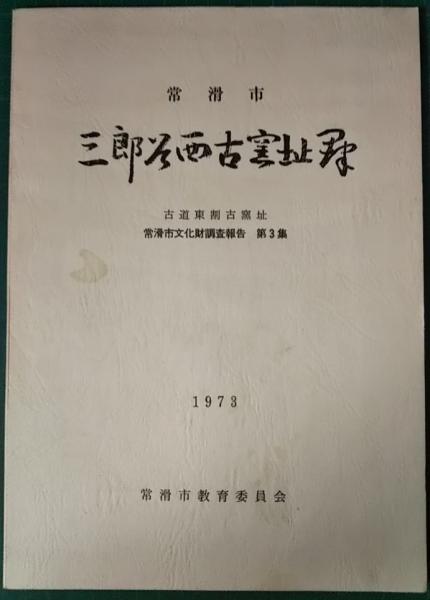 常滑市
三郎谷西古窯址群
古道東割古窯址
常滑市文化財調査報告 第3集
1973
常滑市教育委員会